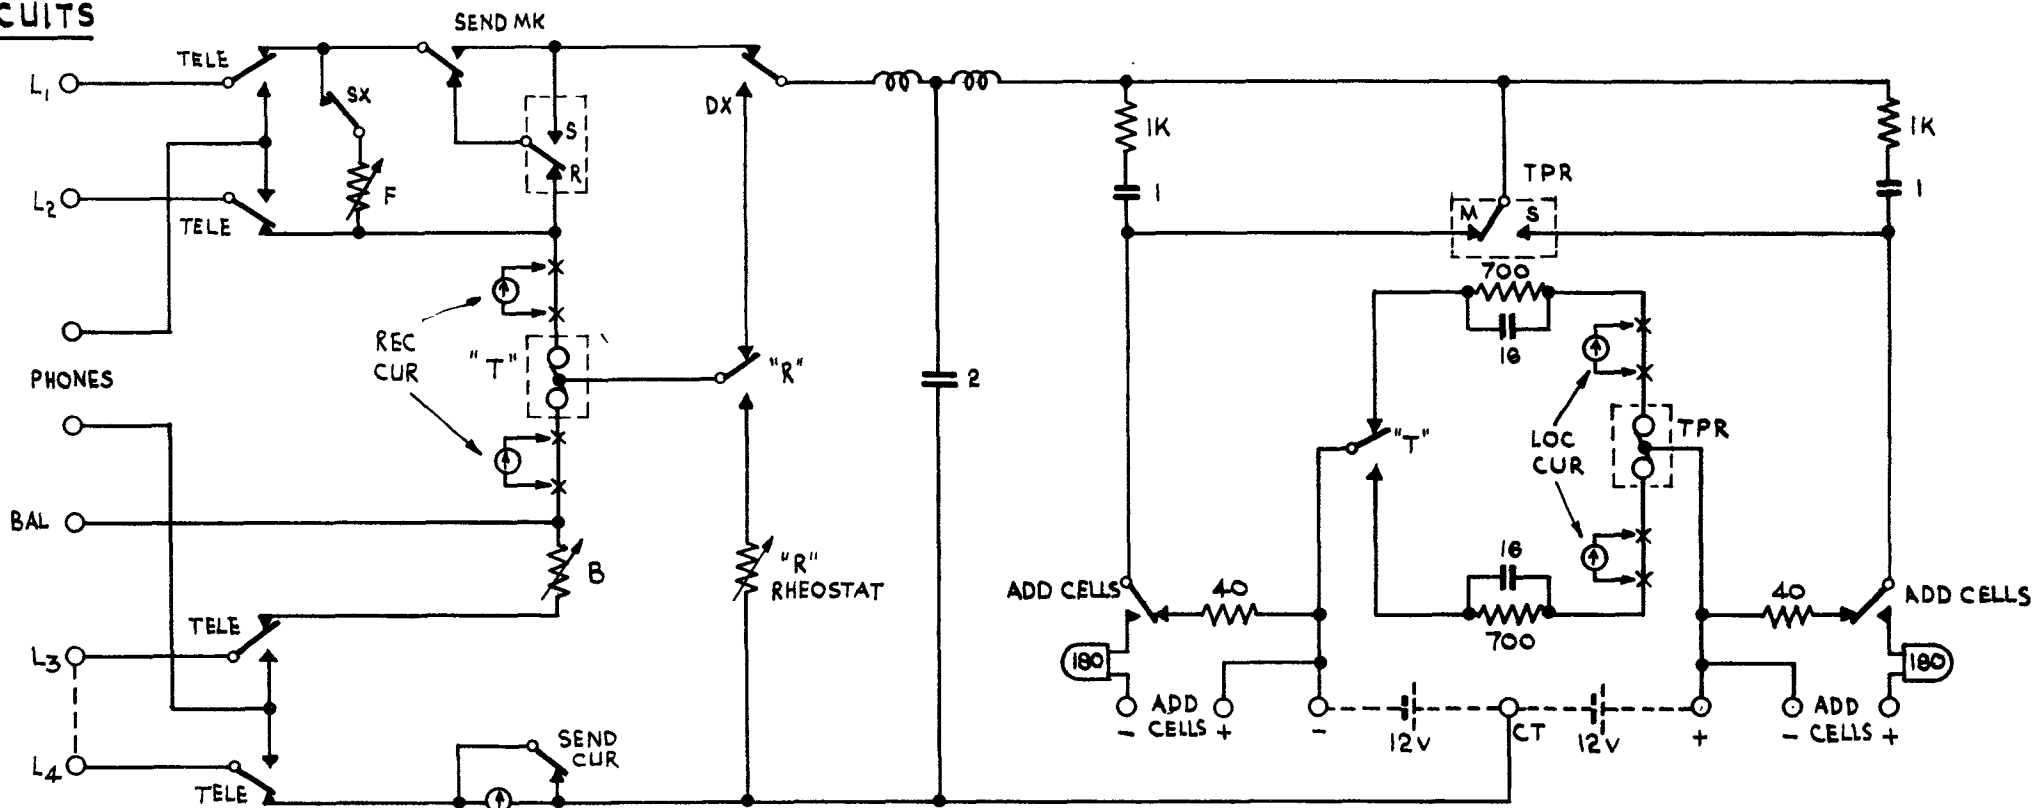 CUITS
SEND MK
TELE
L1
SX
DX
1K
1K
S
R
F
TPR
1
1
L2
M S
TELE
700
REC
CUR
"T"
"R"
16
PHONES
2
"T"
LOC
CUR
TPR
BAL
B
"R"
RHEOSTAT
16
ADD CELLS
40
40
ADD CELLS
TELE
700
L3
180
180
ADD
CELLS
- +
-
12V
CT
12V
+
ADD
CELLS
- +
SEND
CUR
L4
TELE